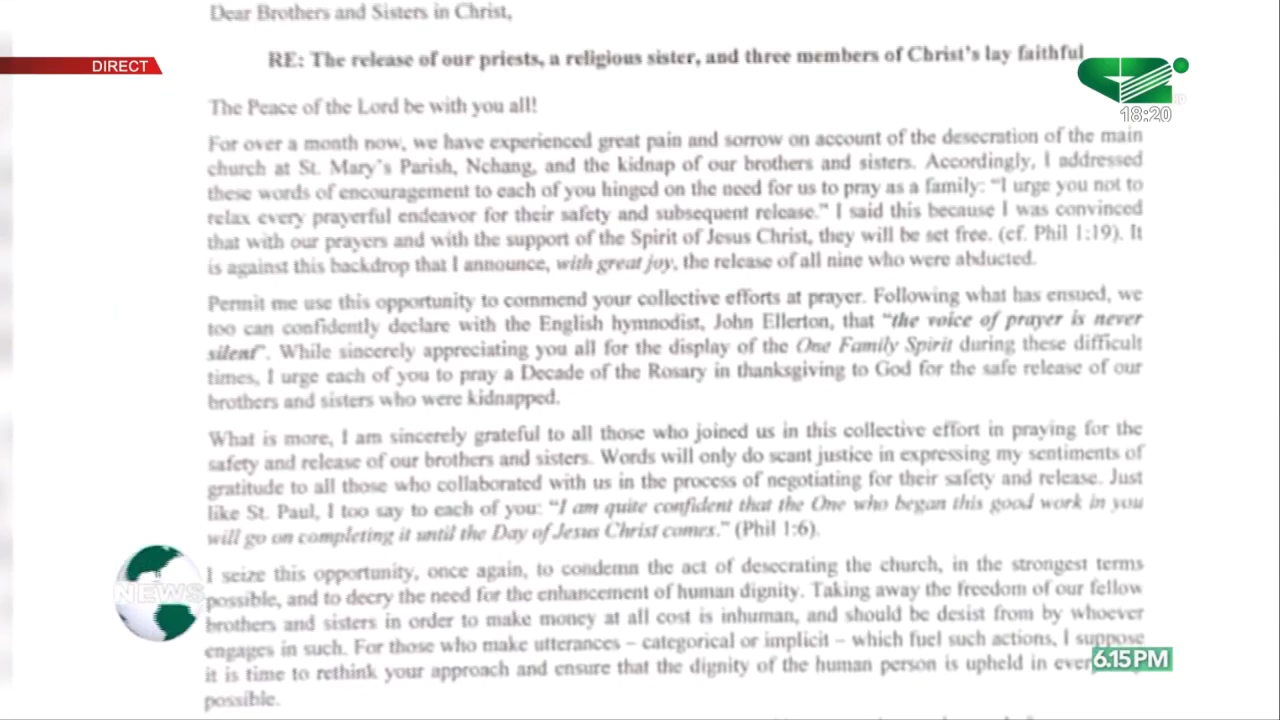 Dear Brothers and Sisters in Christ,
RE: The release of our priests, a religious sister, and three members of Christ's lay faithful
DIRECT
18:20
The Peace of the Lord be with you all!
For over a month now, we have experienced great pain and sorrow on account of the desecration of the main
church at St. Mary's Parish, Nchang, and the kidnap of our brothers and sisters. Accordingly, I addressed
these words of encouragement to each of you hinged on the need for us to pray as a family: “I urge you not to
relax every prayerful endeavor for their safety and subsequent release.” I said this because I was convinced
that with our prayers and with the support of the Spirit of Jesus Christ, they will be set free. (cf. Phil 1:19). It
is against this backdrop that I announce, with great joy, the release of all nine who were abducted.
Permit me use this opportunity to commend your collective efforts at prayer. Following what has ensued, we
too can confidently declare with the English hymnodist, John Ellerton, that “the voice of prayer is never
silent”. While sincerely appreciating you all for the display of the One Family Spirit during these difficult
times, I urge each of you to pray a Decade of the Rosary in thanksgiving to God for the safe release of our
brothers and sisters who were kidnapped.
What is more, I am sincerely grateful to all those who joined us in this collective effort in praying for the
safety and release of our brothers and sisters. Words will only do scant justice in expressing my sentiments of
gratitude to all those who collaborated with us in the process of negotiating for their safety and release. Just
like St. Paul, I too say to each of you: “I am quite confident that the One who began this good work in you
will go on completing it until the Day of Jesus Christ comes.” (Phil 1:6).
I seize this opportunity, once again, to condemn the act of desecrating the church, in the strongest terms
possible, and to decry the need for the enhancement of human dignity. Taking away the freedom of our fellow
brothers and sisters in order to make money at all cost is inhuman, and should be desist from by whoever
engages in such. For those who make utterances – categorical or implicit – which fuel such actions, I suppose
it is time to rethink your approach and ensure that the dignity of the human person is upheld in
possible.
NEWS
6.15PM